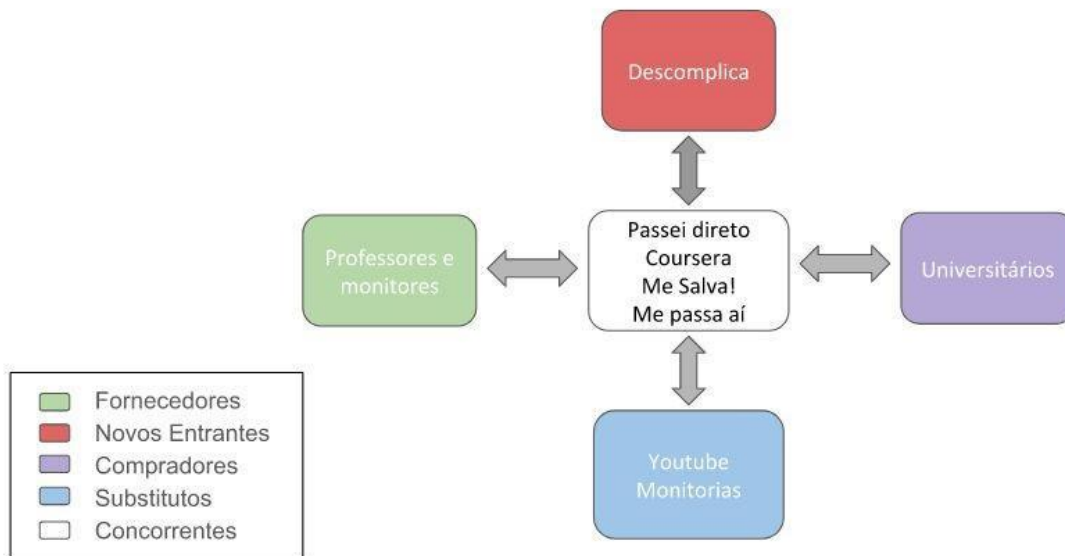 Descomplica
Professores e
monitores
Passei direto
Coursera
Me Salva!
Me passa aí
Universitários
Youtube
Monitorias
Fornecedores
Novos Entrantes
Compradores
Substitutos
Concorrentes